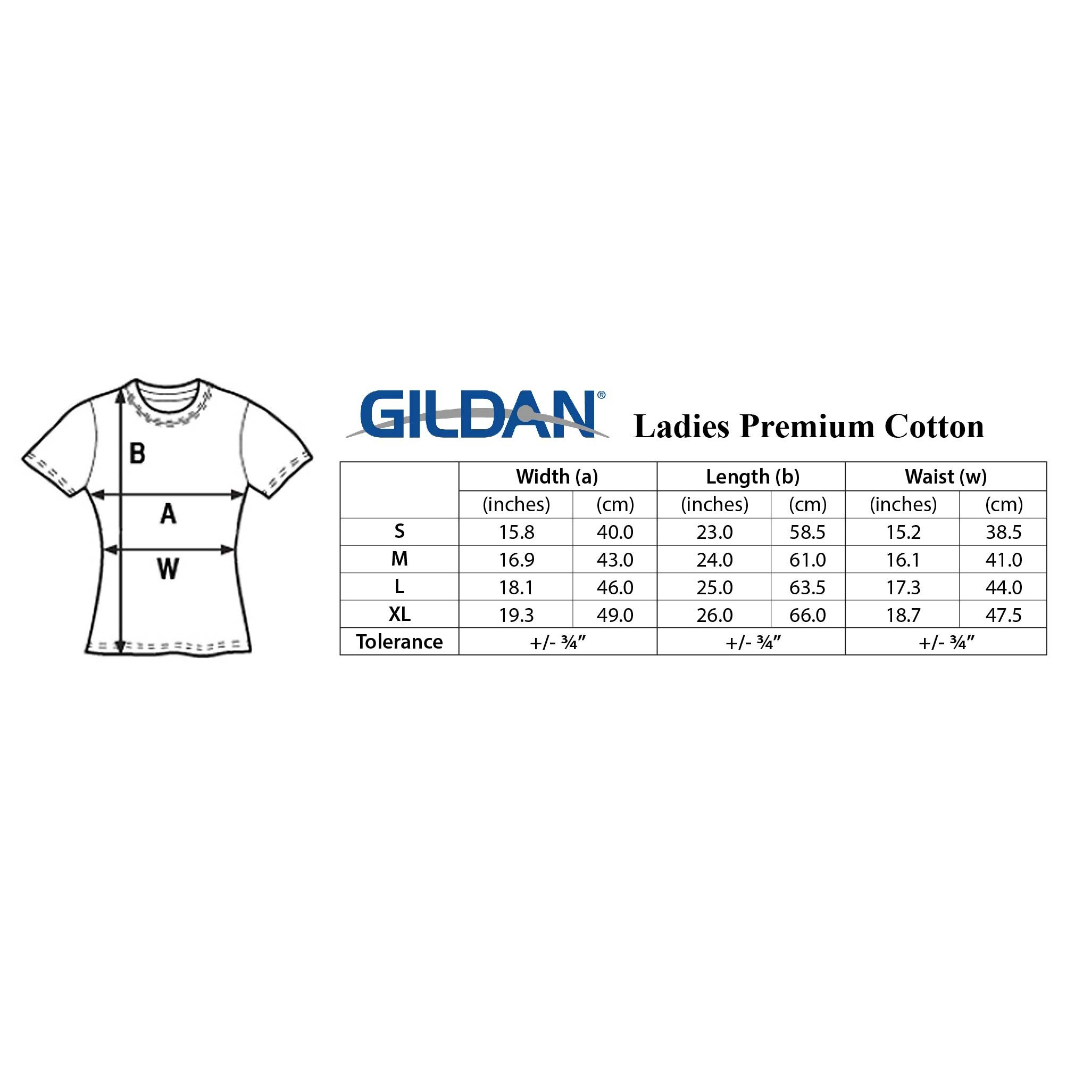 GILDAN® Ladies Premium Cotton
Width (a) Length (b) Waist (w)
(inches) (cm) (inches) (cm) (inches) (cm)
S 15.8 40.0 23.0 58.5 15.2 38.5
M 16.9 43.0 24.0 61.0 16.1 41.0
L 18.1 46.0 25.0 63.5 17.3 44.0
XL 19.3 49.0 26.0 66.0 18.7 47.5
Tolerance +/- ¾” +/- ¾” +/- ¾”
B
A
W